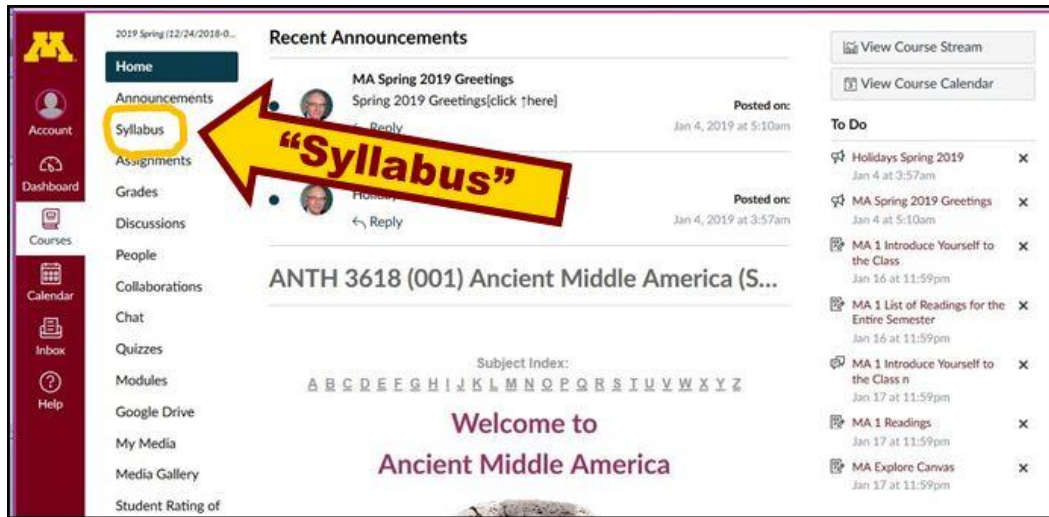 M
Account
Dashboard
Courses
Calendar
Inbox
Help
2019 Spring (12/24/2018-0...
Home
Announcements
Syllabus
Assignments
Grades
Discussions
People
Collaborations
Chat
Quizzes
Modules
Google Drive
My Media
Media Gallery
Student Rating of
Recent Announcements
MA Spring 2019 Greetings
Spring 2019 Greetings[click ↑here]
Reply
Posted on:
Jan 4, 2019 at 5:10am
“Syllabus”
Reply
Posted on:
Jan 4, 2019 at 3:57am
ANTH 3618 (001) Ancient Middle America (S...
Subject Index:
A B C D E F G H I J K L M N O P Q R S T U V W X Y Z
Welcome to
Ancient Middle America
View Course Stream
View Course Calendar
To Do
Holidays Spring 2019
Jan 4 at 3:57am
MA Spring 2019 Greetings
Jan 4 at 5:10am
MA 1 Introduce Yourself to
the Class
Jan 16 at 11:59pm
MA 1 List of Readings for the
Entire Semester
Jan 16 at 11:59pm
MA 1 Introduce Yourself to
the Class n
Jan 17 at 11:59pm
MA 1 Readings
Jan 17 at 11:59pm
MA Explore Canvas
Jan 17 at 11:59pm